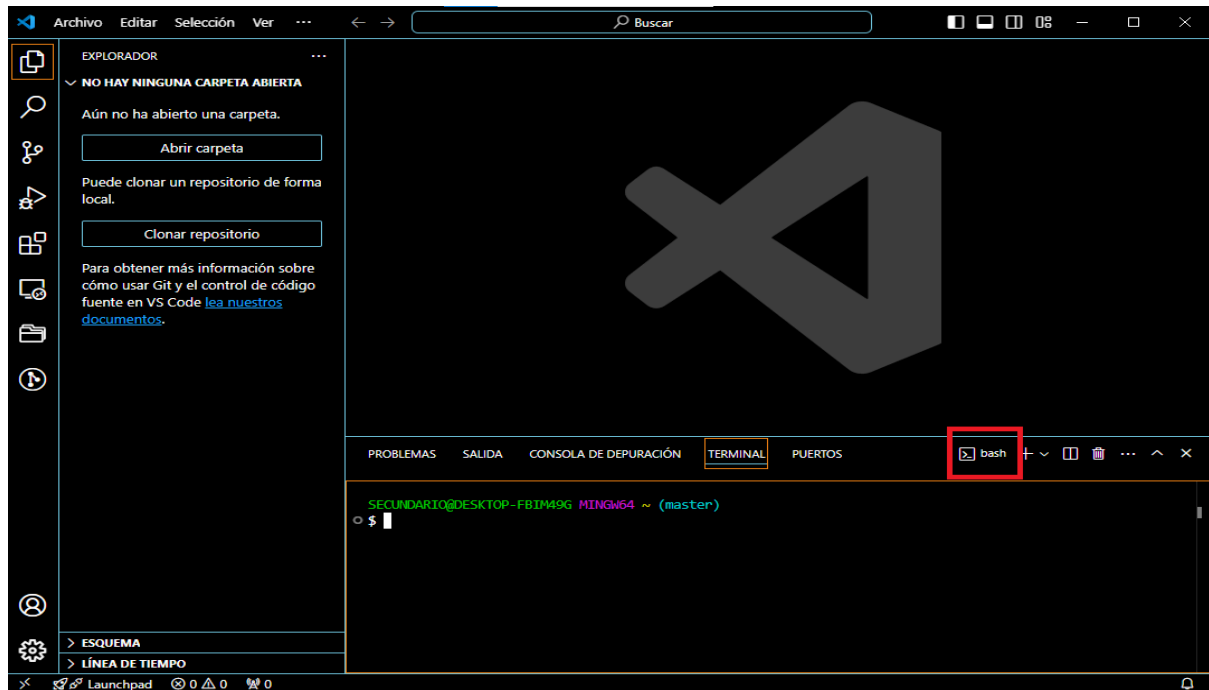 Archivo Editar Selección Ver ··· Buscar
EXPLORADOR ···
NO HAY NINGUNA CARPETA ABIERTA
Aún no ha abierto una carpeta.
Abrir carpeta
Puede clonar un repositorio de forma
local.
Clonar repositorio
Para obtener más información sobre
cómo usar Git y el control de código
fuente en VS Code lea nuestros
documentos.
PROBLEMAS SALIDA CONSOLA DE DEPURACIÓN TERMINAL PUERTOS bash
SECUNDARIO@DESKTOP-FBIM49G MINGW64 ~ (master)
$
ESQUEMA
LÍNEA DE TIEMPO
Launchpad 0 0 0